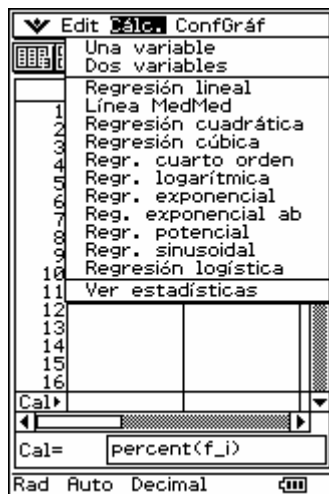 Edit Cálc. ConfGráf
Una variable
Dos variables
Regresión lineal
Línea MedMed
Regresión cuadrática
Regresión cúbica
Regr. cuarto orden
Regr. logarítmica
Regr. exponencial
Reg. exponencial ab
Regr. potencial
Regr. sinusoidal
Regresión logística
Ver estadísticas
1
2
3
4
5
6
7
8
9
10
11
12
13
14
15
16
Cal▸
Cal= percent(f_i)
Rad Auto Decimal